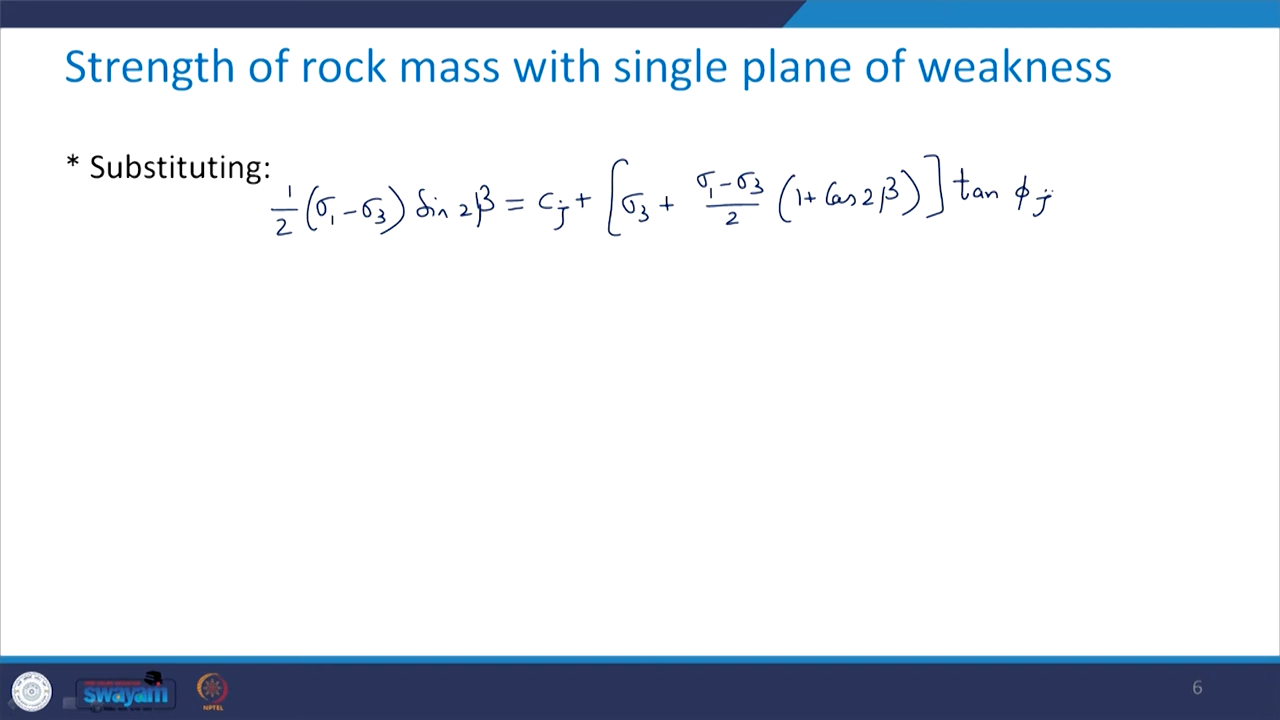 Strength of rock mass with single plane of weakness
* Substituting:
1/2 (σ₁ - σ₃) Sin 2β = Cⱼ + [σ₃ + (σ₁ - σ₃)/2 (1 + Cos 2β)] tan ϕⱼ
swayam
NPTEL
6